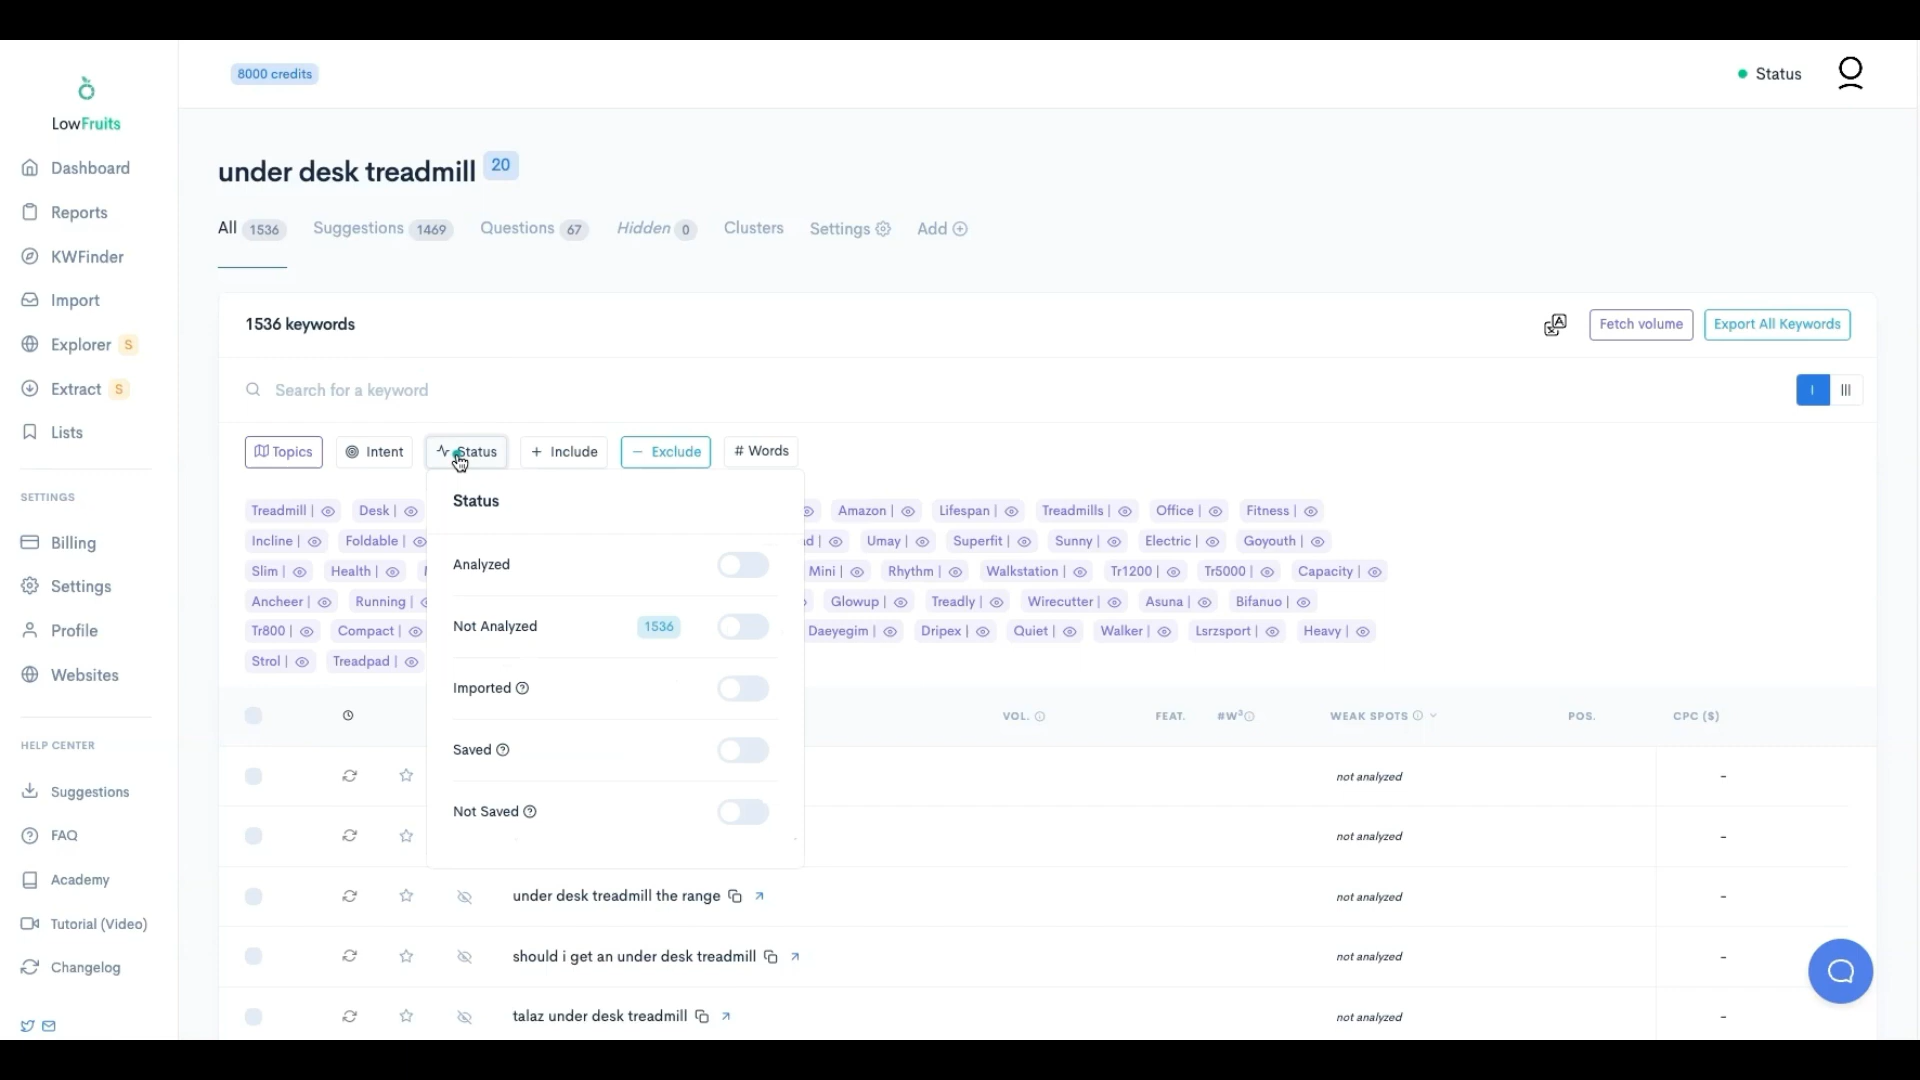 8000 credits
Status
LowFruits
Dashboard
Reports
KWFinder
Import
Explorer S
Extract S
Lists
SETTINGS
Billing
Settings
Profile
Websites
HELP CENTER
Suggestions
FAQ
Academy
Tutorial (Video)
Changelog
under desk treadmill 20
All 1536 Suggestions 1469 Questions 67 Hidden 0 Clusters Settings Add
1536 keywords
Fetch volume Export All Keywords
Search for a keyword
Topics Intent Status + Include − Exclude # Words
Treadmill | Desk | Amazon | Lifespan | Treadmills | Office | Fitness |
Incline | Foldable | Umay | Superfit | Sunny | Electric | Goyouth |
Slim | Health | Mini | Rhythm | Walkstation | Tr1200 | Tr5000 | Capacity |
Ancheer | Running | Glowup | Treadly | Wirecutter | Asuna | Bifanuo |
Tr800 | Compact | Daeyegim | Dripex | Quiet | Walker | Lsrzsport | Heavy |
Strol | Treadpad |
Status
Analyzed
Not Analyzed 1536
Imported
Saved
Not Saved
VOL. FEAT. #W³ WEAK SPOTS POS. CPC ($)
not analyzed -
not analyzed -
under desk treadmill the range not analyzed -
should i get an under desk treadmill not analyzed -
talaz under desk treadmill not analyzed -